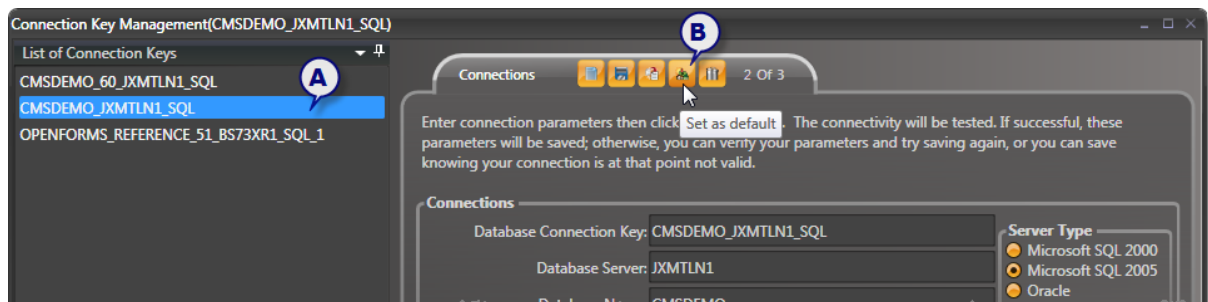 Connection Key Management(CMSDEMO_JXMTLN1_SQL)
List of Connection Keys
CMSDEMO_60_JXMTLN1_SQL
A
CMSDEMO_JXMTLN1_SQL
OPENFORMS_REFERENCE_51_BS73XR1_SQL_1
B
Connections
2 Of 3
Set as default
Enter connection parameters then click . The connectivity will be tested. If successful, these
parameters will be saved; otherwise, you can verify your parameters and try saving again, or you can save
knowing your connection is at that point not valid.
Connections
Database Connection Key: CMSDEMO_JXMTLN1_SQL
Database Server: JXMTLN1
Server Type
Microsoft SQL 2000
Microsoft SQL 2005
Oracle